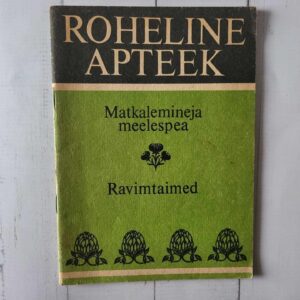 ROHELINE
APTEEK
Matkalemineja
meelespea
Ravimtaimed